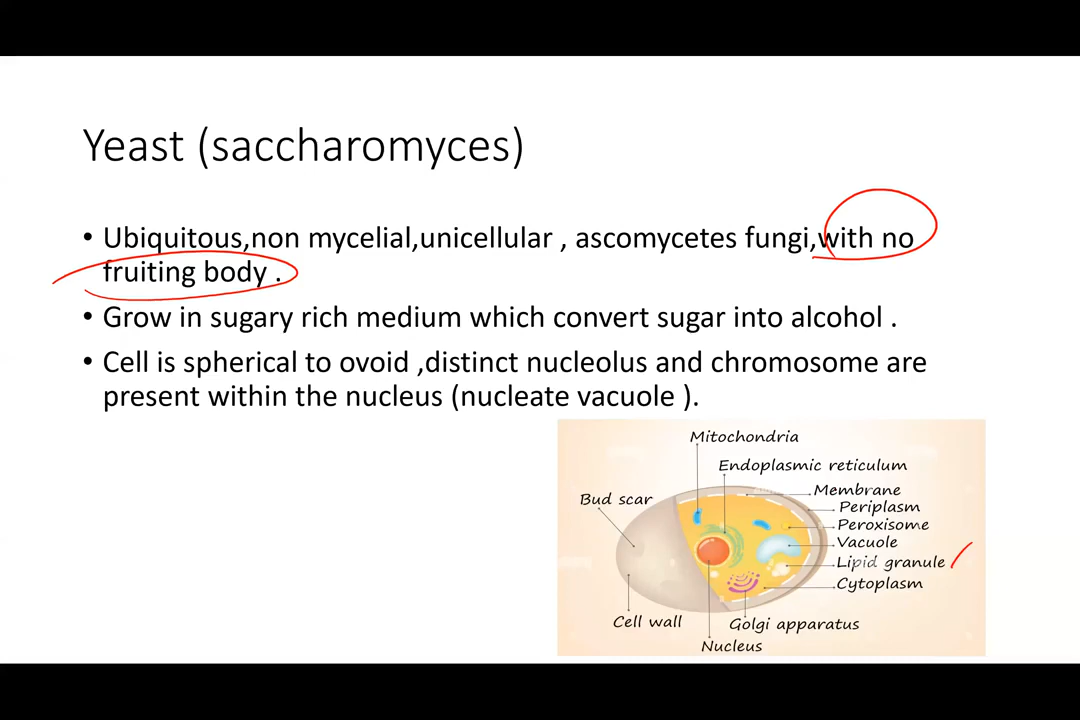 Yeast (saccharomyces)
• Ubiquitous,non mycelial,unicellular , ascomycetes fungi,with no
fruiting body .
• Grow in sugary rich medium which convert sugar into alcohol .
• Cell is spherical to ovoid ,distinct nucleolus and chromosome are
present within the nucleus (nucleate vacuole ).
Mitochondria
Endoplasmic reticulum
Membrane
Bud scar
Periplasm
Peroxisome
Vacuole
Lipid granule
Cytoplasm
Cell wall
Golgi apparatus
Nucleus